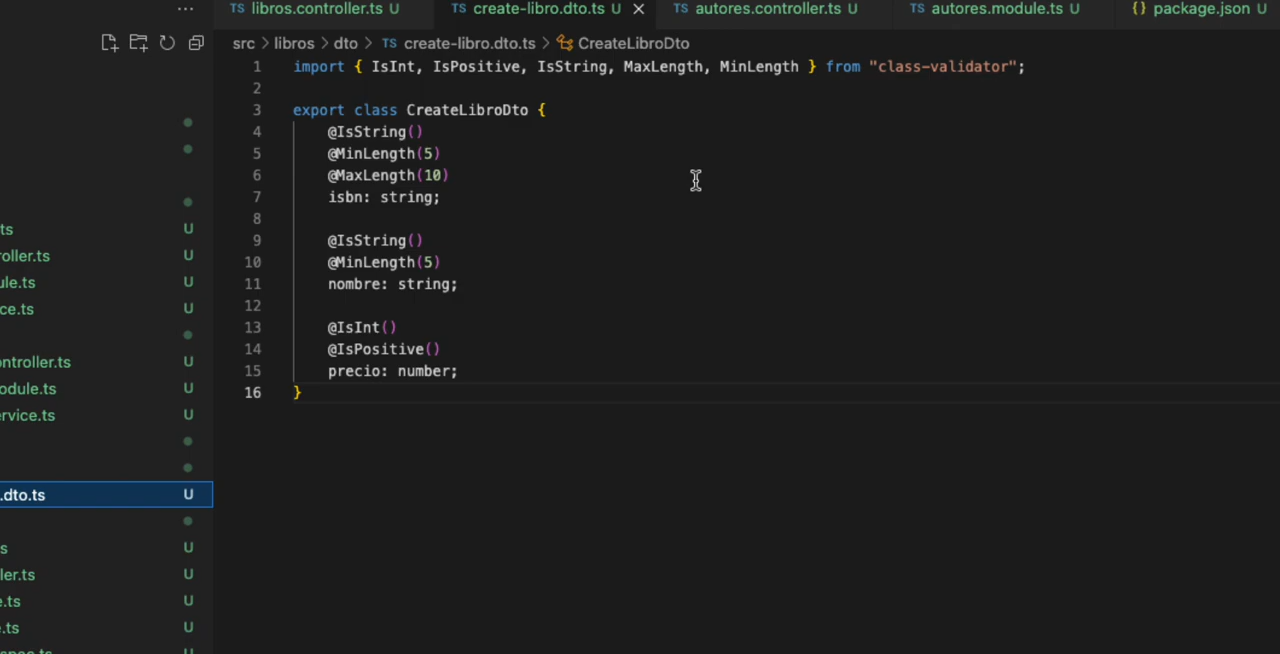 libros.controller.ts U
create-libro.dto.ts U
autores.controller.ts U
autores.module.ts U
{} package.json U
src > libros > dto > TS create-libro.dto.ts > CreateLibroDto
1 import { IsInt, IsPositive, IsString, MaxLength, MinLength } from "class-validator";
2
3 export class CreateLibroDto {
4 @IsString()
5 @MinLength(5)
6 @MaxLength(10)
7 isbn: string;
8
9 @IsString()
10 @MinLength(5)
11 nombre: string;
12
13 @IsInt()
14 @IsPositive()
15 precio: number;
16 }
ts U
roller.ts U
ule.ts U
ce.ts U
ontroller.ts U
odule.ts U
ervice.ts U
.dto.ts U
s U
ler.ts U
e.ts U
.ts U